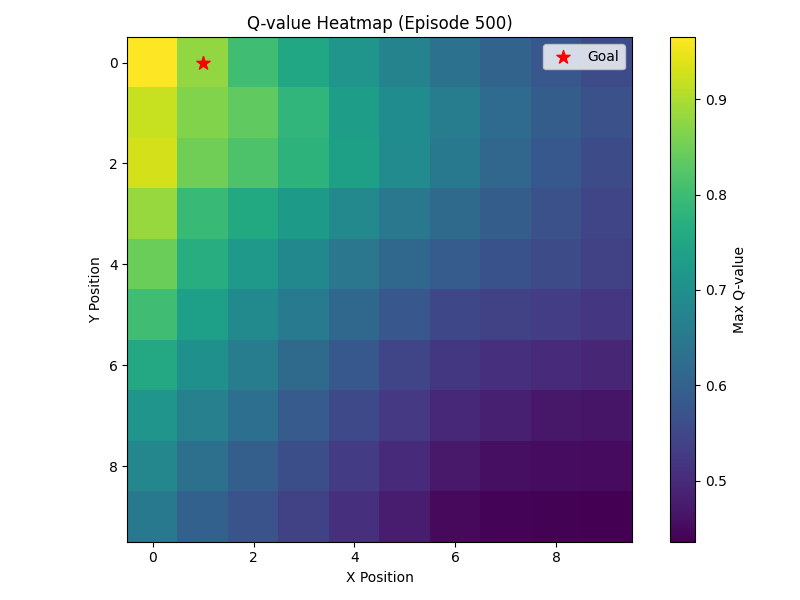 Q-value Heatmap (Episode 500)
Goal
0
2
4
6
8
Y Position
0 2 4 6 8
X Position
0.9
0.8
0.7
0.6
0.5
Max Q-value